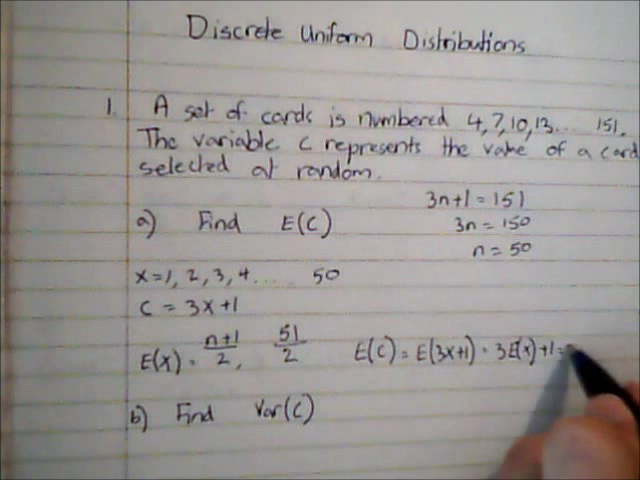 Discrete Uniform Distributions
1. A set of cards is numbered 4, 7, 10, 13... 151.
The variable C represents the value of a card
selected at random.
3n+1 = 151
a) Find E(C)
3n = 150
n = 50
x = 1, 2, 3, 4... 50
C = 3x+1
E(x) = n+1/2, 51/2 E(C) = E(3x+1) = 3E(x)+1 =
b) Find Var(C)